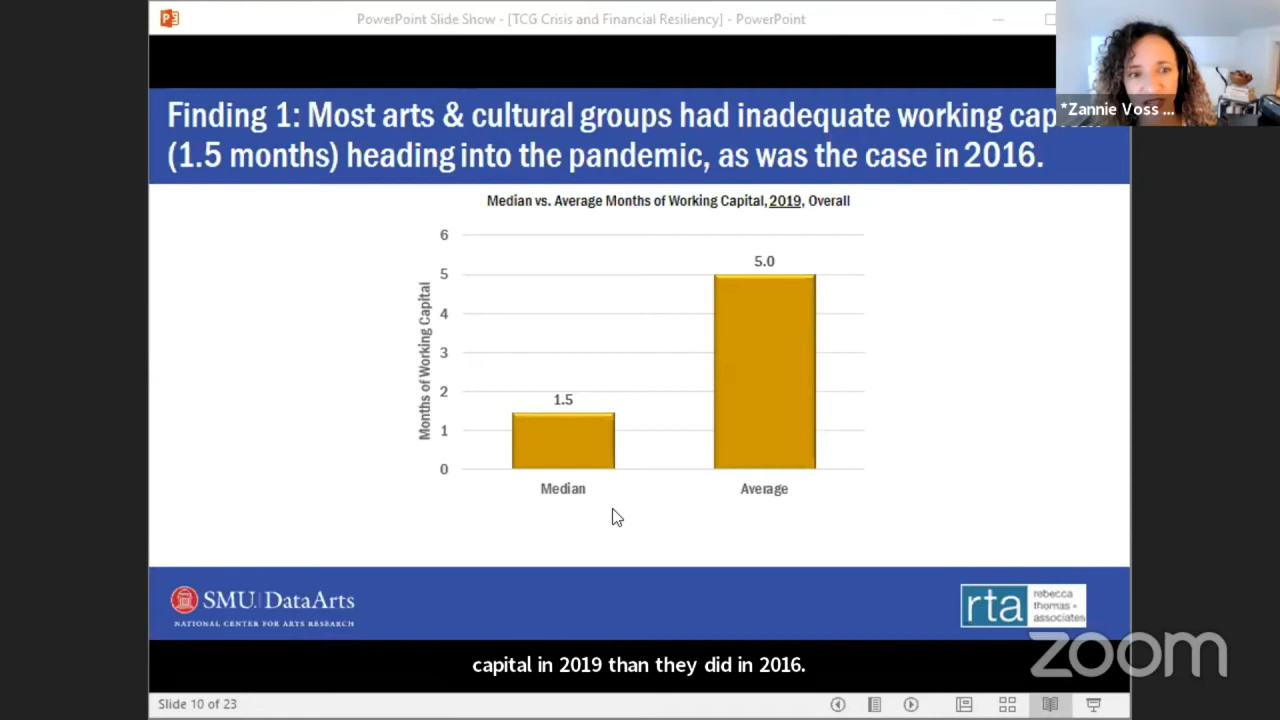 PowerPoint Slide Show - [TCG Crisis and Financial Resiliency] - PowerPoint
*Zannie Voss ...
Finding 1: Most arts & cultural groups had inadequate working
(1.5 months) heading into the pandemic, as was the case in 2016.
Median vs. Average Months of Working Capital, 2019, Overall
Months of Working Capital
6
5
4
3
2
1
0
1.5
5.0
Median
Average
SMU DataArts
NATIONAL CENTER FOR ARTS RESEARCH
rta
rebecca
thomas +
associates
capital in 2019 than they did in 2016.
zoom
Slide 10 of 23